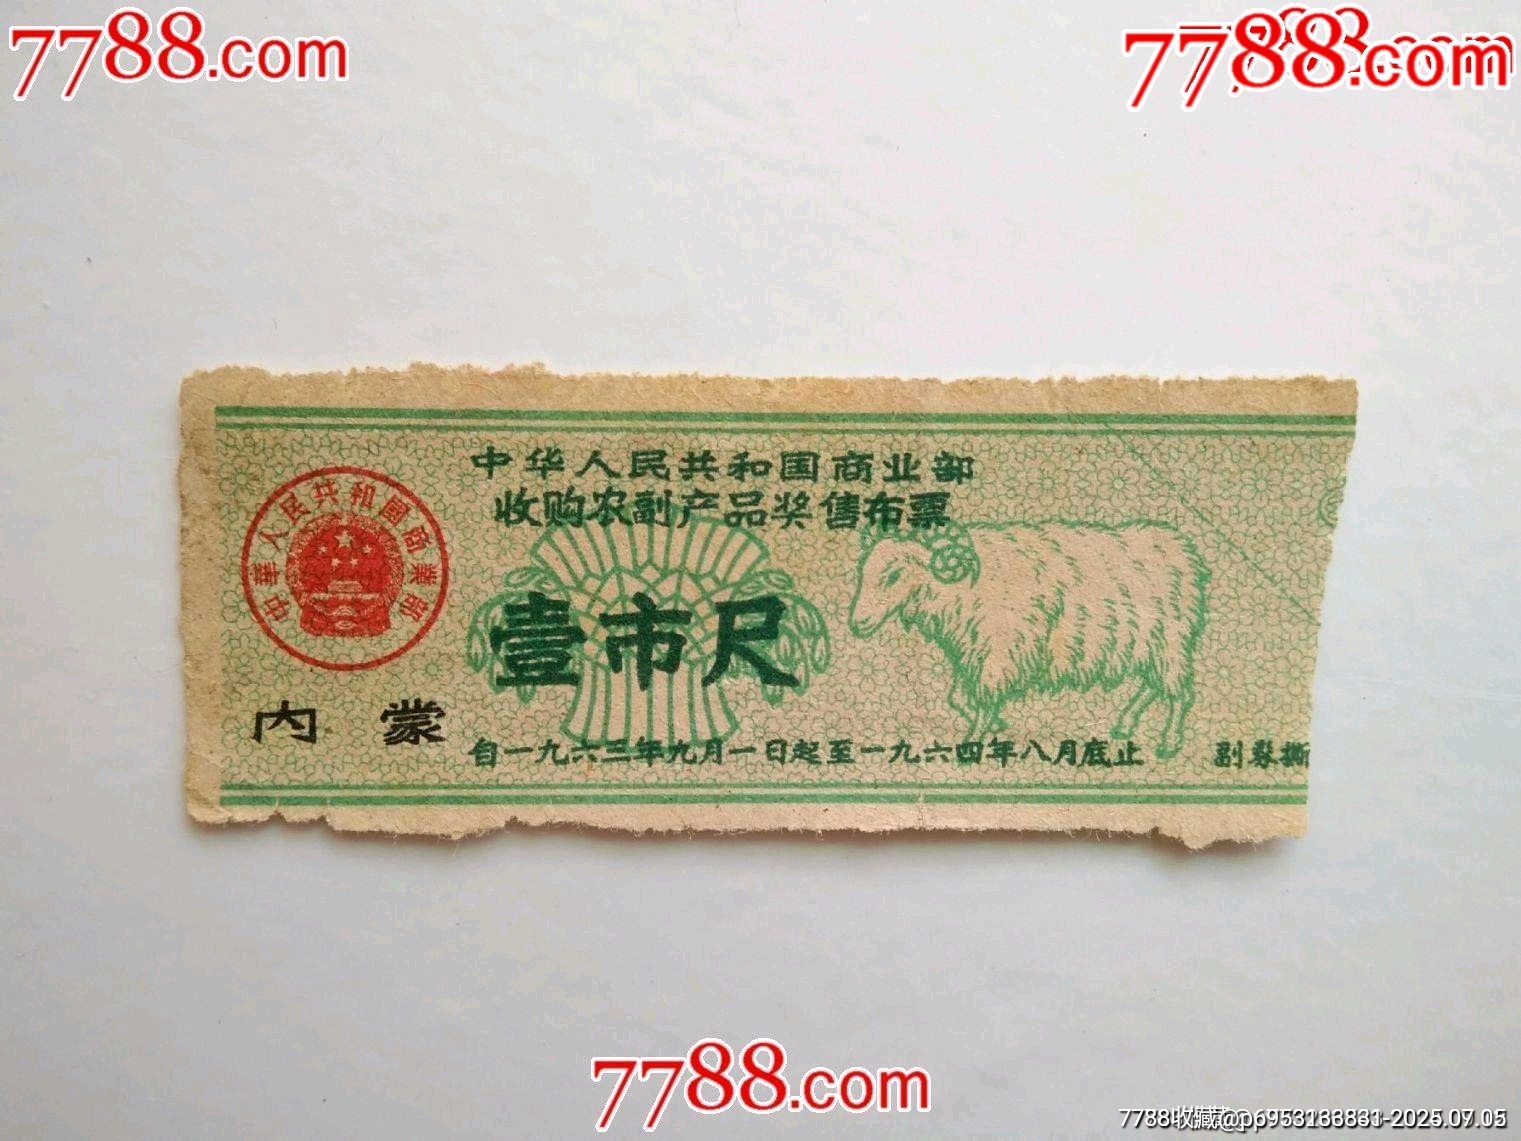 7788.com
7788.com
中华人民共和国商业部
收购农副产品奖售布票
中華人民共和國商業部
壹市尺
内蒙
自一九六三年九月一日起至一九六四年八月底止
副券撕
7788.com